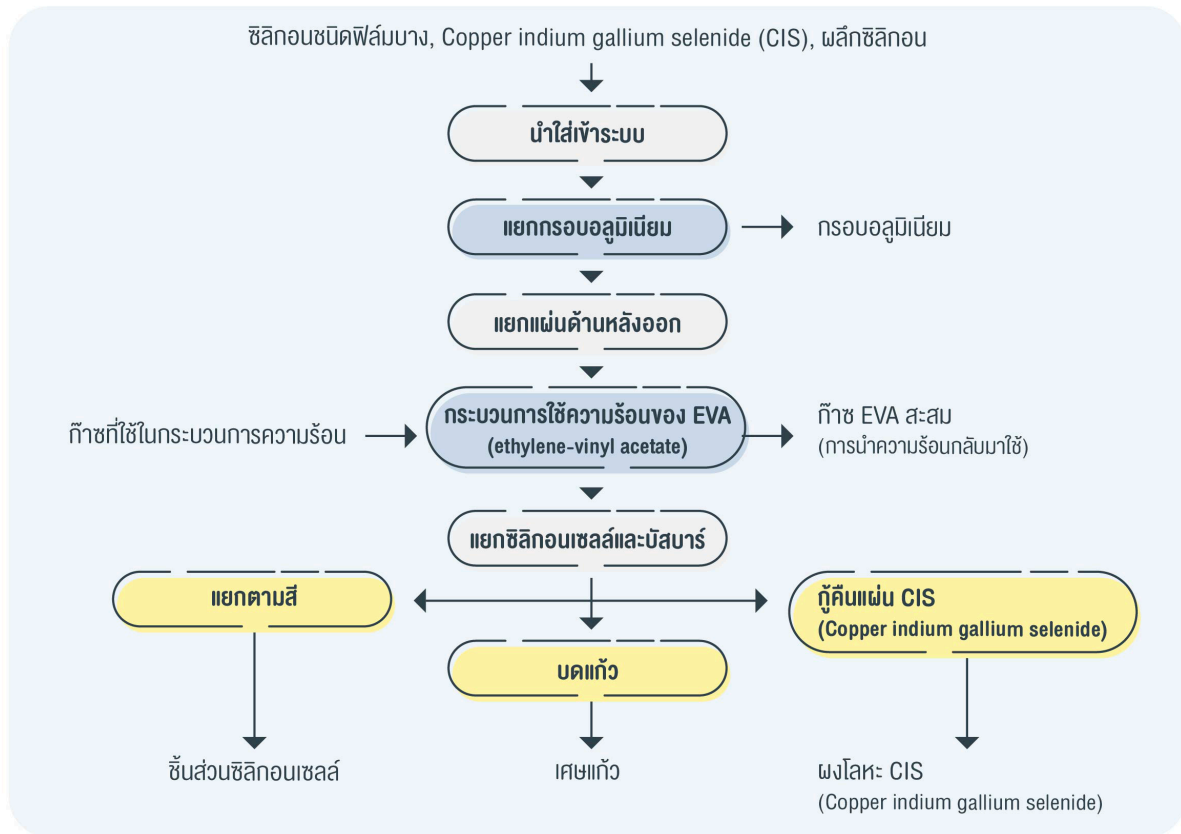 ซิลิกอนชนิดฟิล์มบาง, Copper indium gallium selenide (CIS), ผลึกซิลิกอน
นำใส่เข้าระบบ
แยกกรอบอลูมิเนียม
กรอบอลูมิเนียม
แยกแผ่นด้านหลังออก
ก๊าซที่ใช้ในกระบวนการความร้อน
กระบวนการใช้ความร้อนของ EVA
(ethylene-vinyl acetate)
ก๊าซ EVA สะสม
(การนำความร้อนกลับมาใช้)
แยกซิลิกอนเซลล์และบัสบาร์
แยกตามสี
บดแก้ว
กู้คืนแผ่น CIS
(Copper indium gallium selenide)
ชิ้นส่วนซิลิกอนเซลล์
เศษแก้ว
ผงโลหะ CIS
(Copper indium gallium selenide)